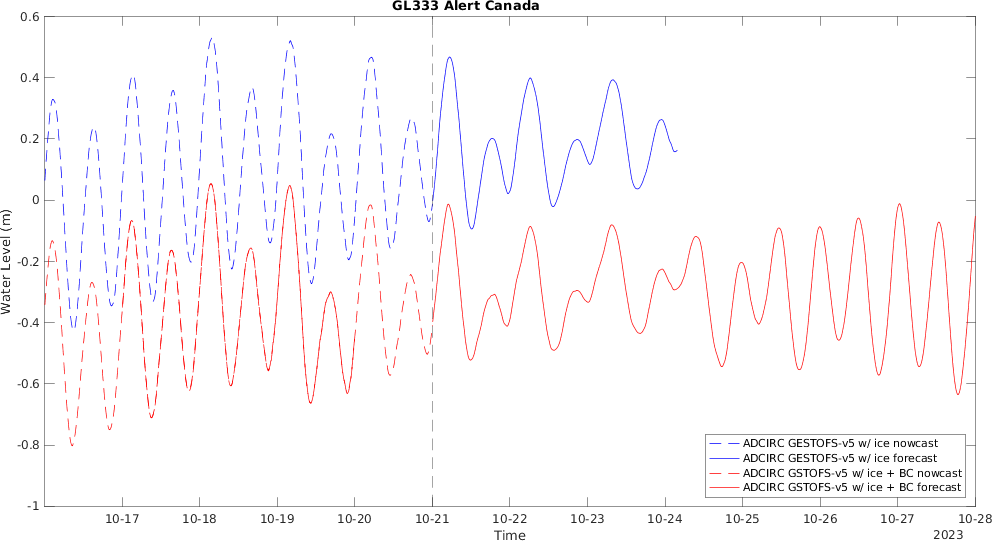 GL333 Alert Canada
0.6
0.4
0.2
0
-0.2
-0.4
-0.6
-0.8
-1
Water Level (m)
10-17 10-18 10-19 10-20 10-21 10-22 10-23 10-24 10-25 10-26 10-27 10-28
Time
2023
ADCIRC GESTOFS-v5 w/ ice nowcast
ADCIRC GESTOFS-v5 w/ ice forecast
ADCIRC GSTOFS-v5 w/ ice + BC nowcast
ADCIRC GSTOFS-v5 w/ ice + BC forecast